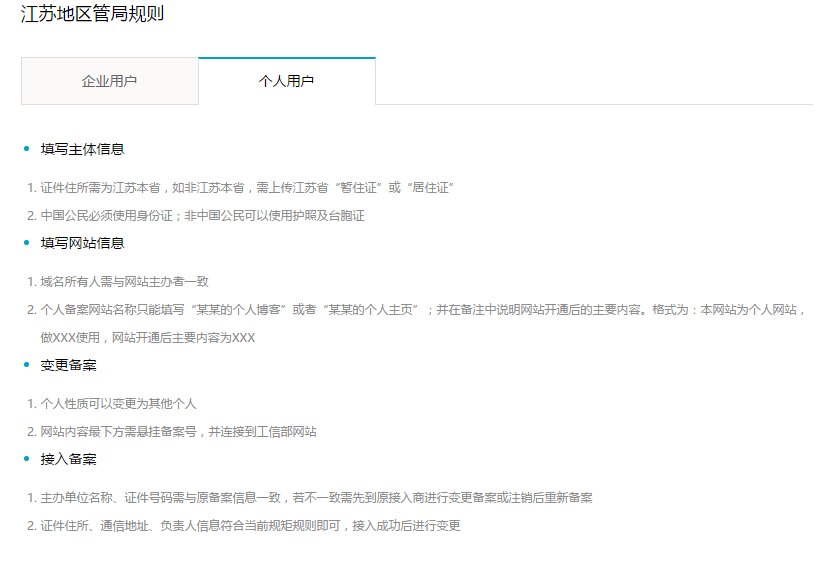 江苏地区管局规则
企业用户
个人用户
填写主体信息
1. 证件住所需为江苏本省，如非江苏本省，需上传江苏省“暂住证”或“居住证”
2. 中国公民必须使用身份证；非中国公民可以使用护照及台胞证
填写网站信息
1. 域名所有人需与网站主办者一致
2. 个人备案网站名称只能填写“某某的个人博客”或者“某某的个人主页”；并在备注中说明网站开通后的主要内容。格式为：本网站为个人网站，
做XXX使用，网站开通后主要内容为XXX
变更备案
1. 个人性质可以变更为其他个人
2. 网站内容最下方需悬挂备案号，并连接到工信部网站
接入备案
1. 主办单位名称、证件号码需与原备案信息一致，若不一致需先到原接入商进行变更备案或注销后重新备案
2. 证件住所、通信地址、负责人信息符合当前规矩规则即可，接入成功后进行变更